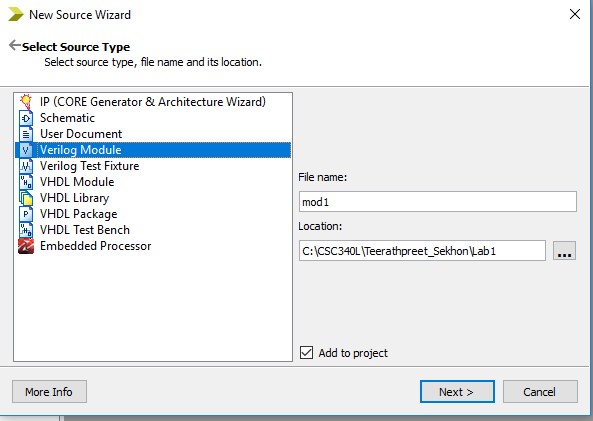 New Source Wizard
Select Source Type
Select source type, file name and its location.
IP (CORE Generator & Architecture Wizard)
Schematic
User Document
Verilog Module
Verilog Test Fixture
VHDL Module
VHDL Library
VHDL Package
VHDL Test Bench
Embedded Processor
File name:
mod1
Location:
C:\CSC340L\Teerathpreet_Sekhon\Lab1
...
Add to project
More Info
Next >
Cancel